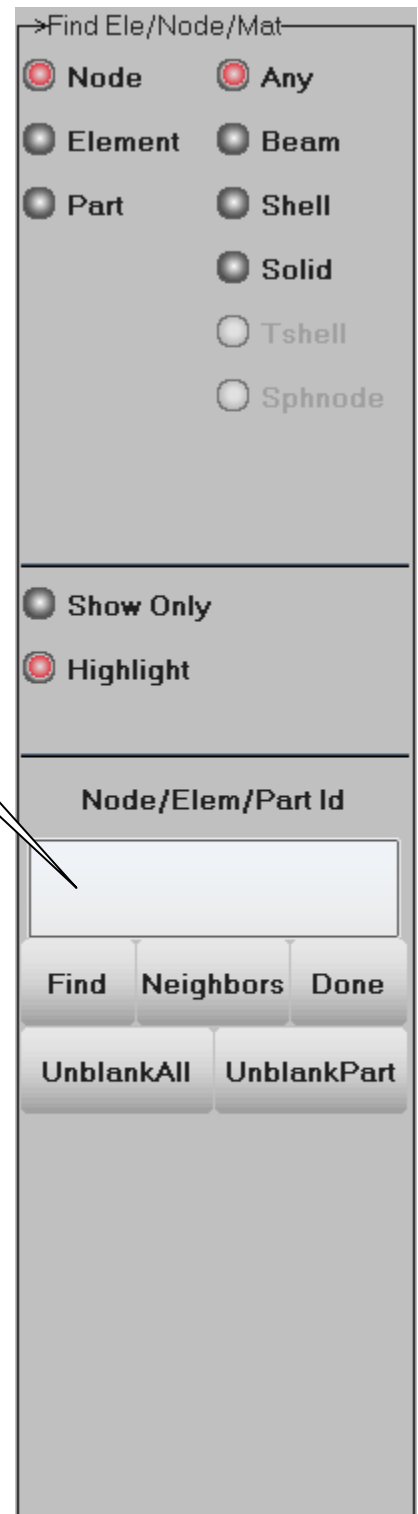 ->Find Ele/Node/Mat
Node Any
Element Beam
Part Shell
Solid
Tshell
Sphnode
Show Only
Highlight
Node/Elem/Part Id
Find Neighbors Done
UnblankAll UnblankPart